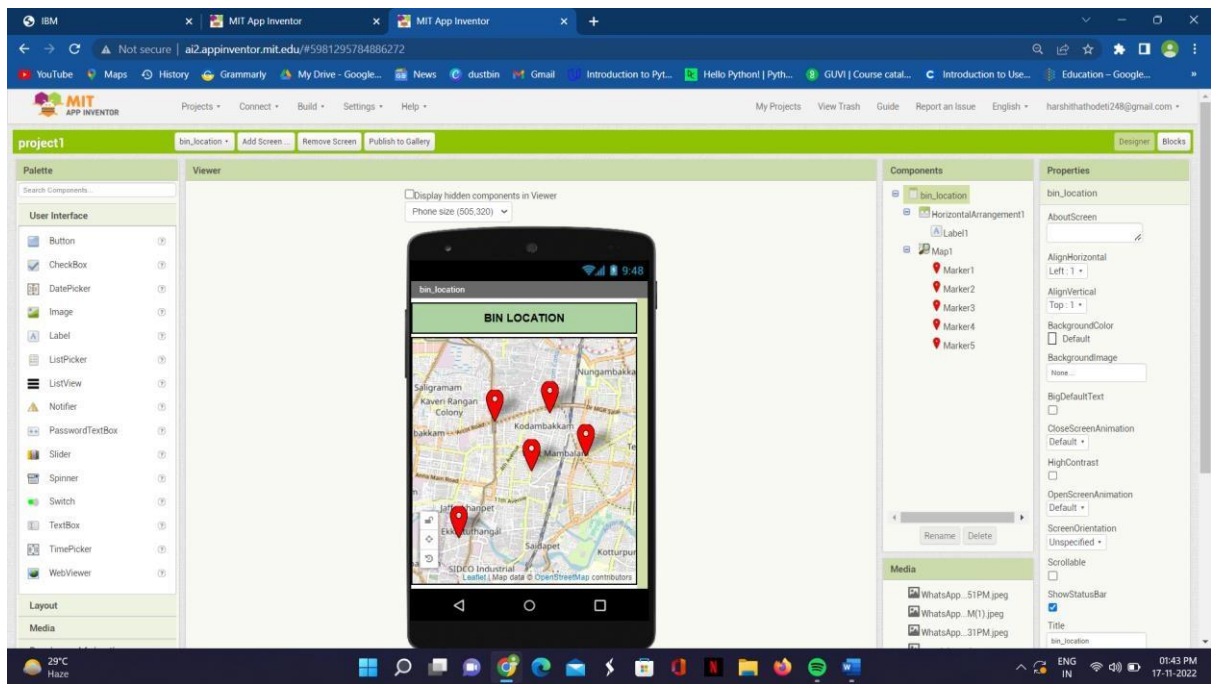 IBM
MIT App Inventor
MIT App Inventor
Not secure | ai2.appinventor.mit.edu/#5981295784886272
YouTube Maps History Grammarly My Drive - Google... News dustbin Gmail Introduction to Pyt... Hello Python! | Pyth... GUVI | Course catal... Introduction to Use... Education – Google... »
MIT
APP INVENTOR
Projects Connect Build Settings Help My Projects View Trash Guide Report an Issue English harshithathodeti248@gmail.com
project1 bin_location Add Screen ... Remove Screen Publish to Gallery Designer Blocks
Palette
Search Components...
User Interface
Button
CheckBox
DatePicker
Image
Label
ListPicker
ListView
Notifier
PasswordTextBox
Slider
Spinner
Switch
TextBox
TimePicker
WebViewer
Layout
Media
Viewer
Display hidden components in Viewer
Phone size (505,320)
9:48
bin_location
BIN LOCATION
Nungambakka
Saligramam
Kaveri Rangan
Colony
Kodambakkam
bakkam
Mambalam
Te
Anna Main Road
11th Avenue
Saidapet
Kotturpur
SIDCO Industrial
Leaflet | Map data © OpenStreetMap contributors
Components
bin_location
HorizontalArrangement1
Label1
Map1
Marker1
Marker2
Marker3
Marker4
Marker5
Rename Delete
Media
WhatsApp...51PM.jpeg
WhatsApp...M(1).jpeg
WhatsApp...31PM.jpeg
Properties
bin_location
AboutScreen
AlignHorizontal
Left : 1
AlignVertical
Top : 1
BackgroundColor
Default
BackgroundImage
None...
BigDefaultText
CloseScreenAnimation
Default
HighContrast
OpenScreenAnimation
Default
ScreenOrientation
Unspecified
Scrollable
ShowStatusBar
Title
bin_location
29°C
Haze
ENG
IN
01:43 PM
17-11-2022